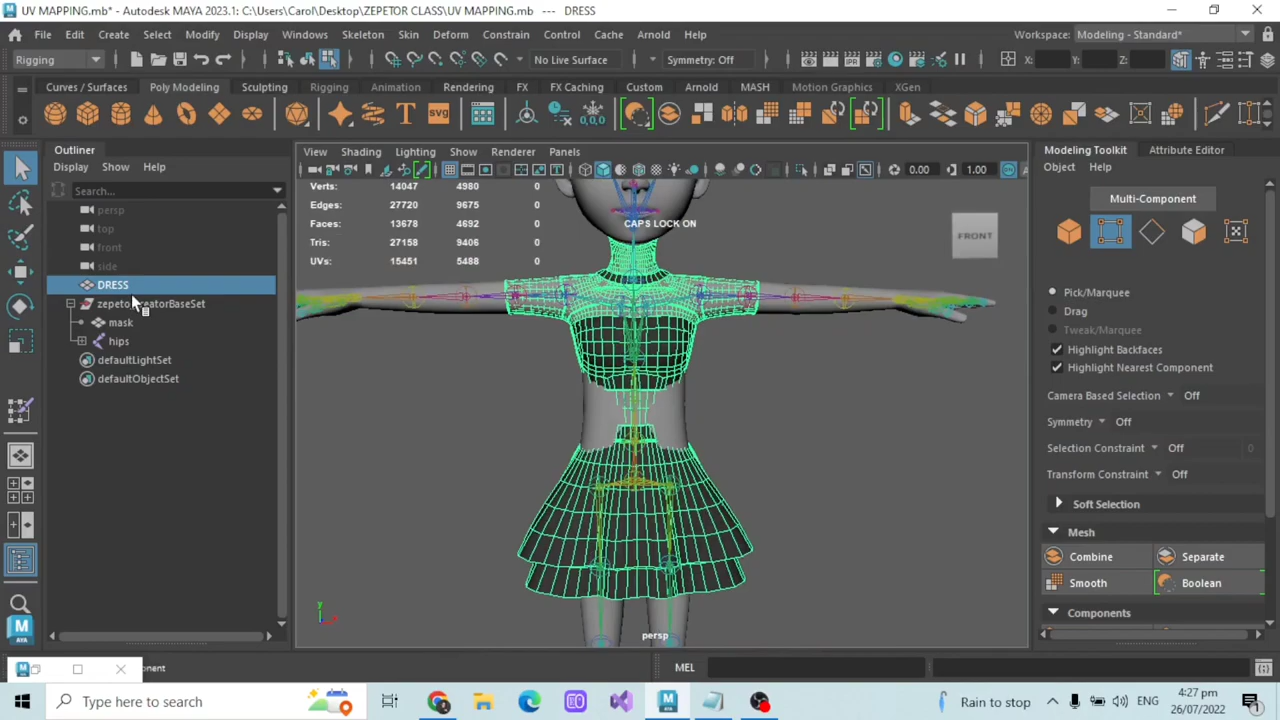 UV MAPPING.mb* - Autodesk MAYA 2023.1: C:\Users\Carol\Desktop\ZEPETOR CLASS\UV MAPPING.mb --- DRESS
File Edit Create Select Modify Display Windows Skeleton Skin Deform Constrain Control Cache Arnold Help Workspace: Modeling - Standard*
Rigging No Live Surface Symmetry: Off X: Y: Z:
Curves / Surfaces Poly Modeling Sculpting Rigging Animation Rendering FX FX Caching Custom Arnold MASH Motion Graphics XGen
T SVG 0,0,0
Outliner
Display Show Help
Search...
persp
top
front
side
DRESS
zepetoCreatorBaseSet
mask
hips
defaultLightSet
defaultObjectSet
View Shading Lighting Show Renderer Panels
0.00 1.00
Verts: 14047 4980 0
Edges: 27720 9675 0
Faces: 13678 4692 0
Tris: 27158 9406 0
UVs: 15451 5488 0
CAPS LOCK ON
FRONT
y
persp
Modeling Toolkit Attribute Editor
Object Help
Multi-Component
Pick/Marquee
Drag
Tweak/Marquee
Highlight Backfaces
Highlight Nearest Component
Camera Based Selection Off
Symmetry Off
Selection Constraint Off 0
Transform Constraint Off
Soft Selection
Mesh
Combine Separate
Smooth Boolean
Components
MEL
Type here to search
Rain to stop ENG 4:27 pm
26/07/2022